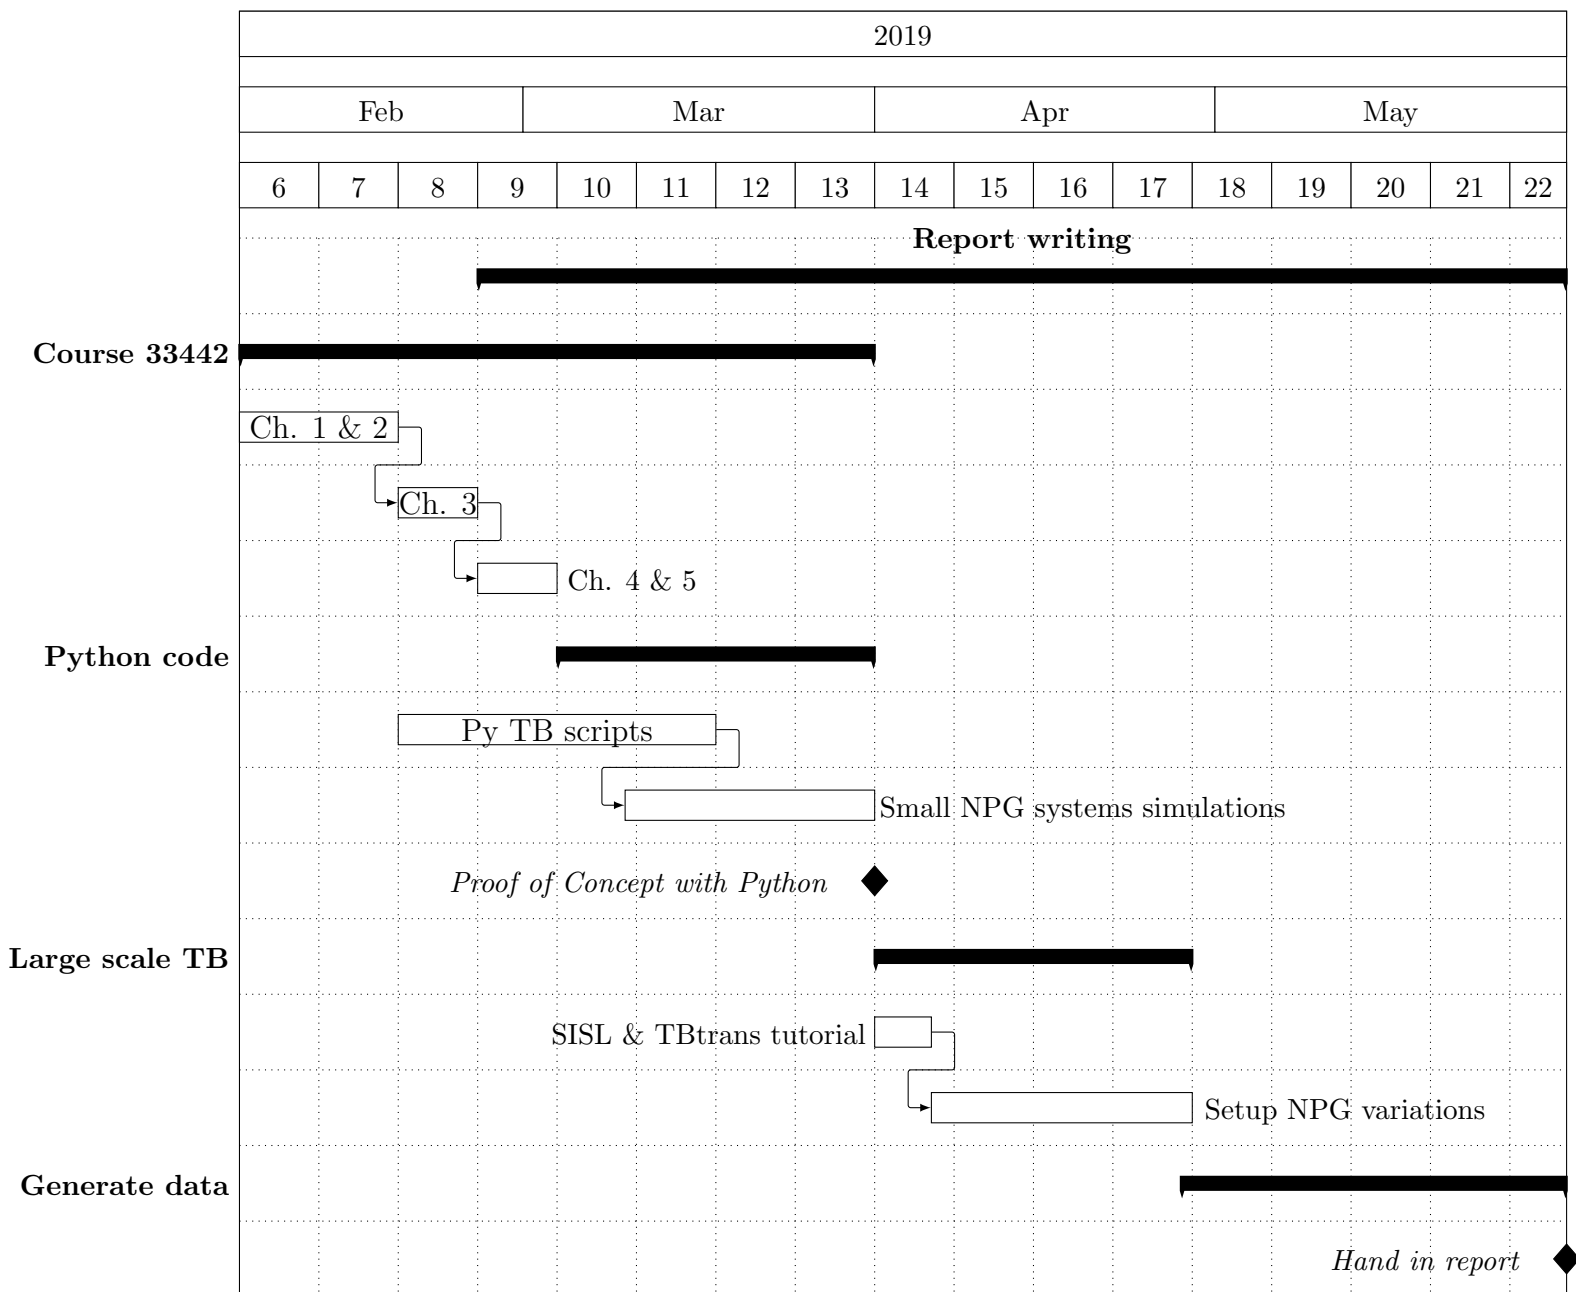 2019
Feb Mar Apr May
6 7 8 9 10 11 12 13 14 15 16 17 18 19 20 21 22
Report writing
Course 33442
Ch. 1 & 2
Ch. 3
Ch. 4 & 5
Python code
Py TB scripts
Small NPG systems simulations
Proof of Concept with Python
Large scale TB
SISL & TBtrans tutorial
Setup NPG variations
Generate data
Hand in report